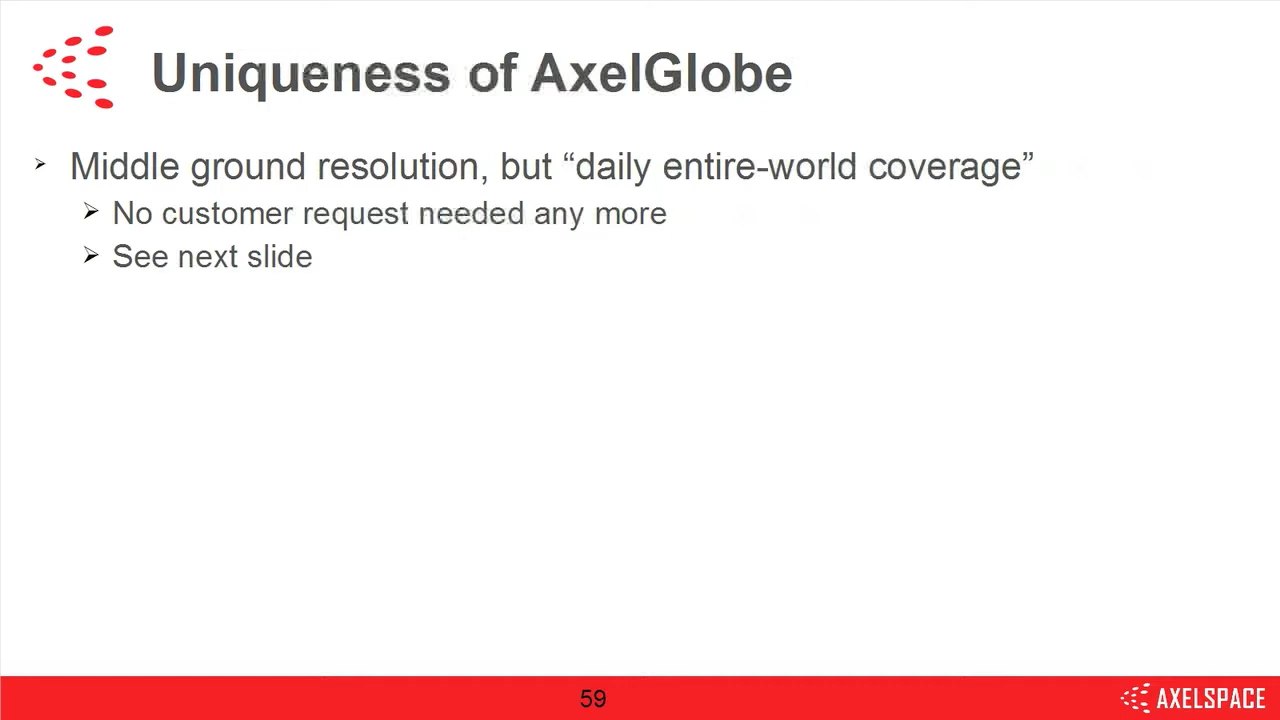 Uniqueness of AxelGlobe
Middle ground resolution, but “daily entire-world coverage”
No customer request needed any more
See next slide
59
AXELSPACE